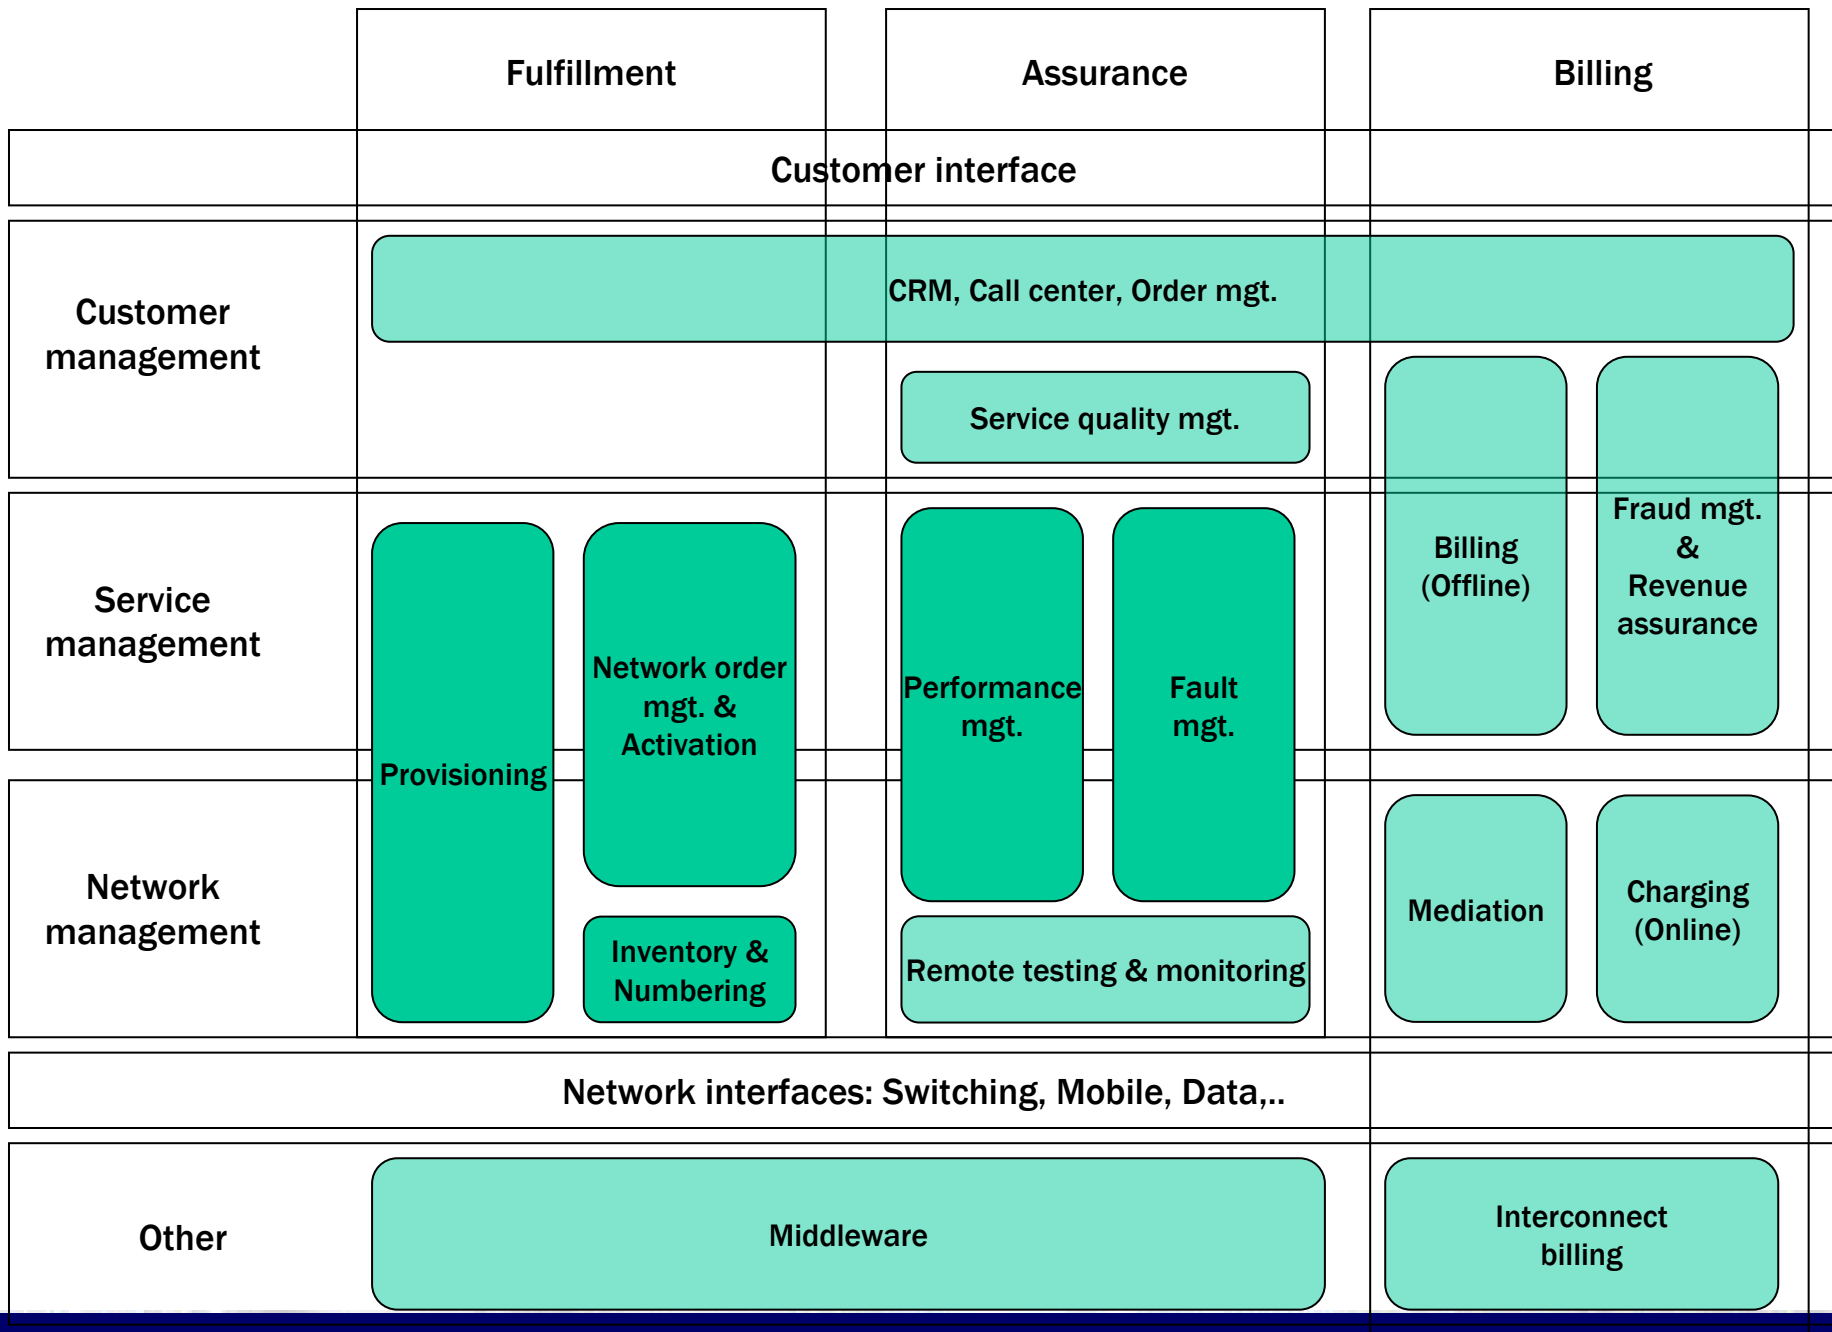 Fulfillment
Assurance
Billing
Customer interface
Customer
management
CRM, Call center, Order mgt.
Service quality mgt.
Service
management
Provisioning
Network order
mgt. &
Activation
Performance
mgt.
Fault
mgt.
Billing
(Offline)
Fraud mgt.
&
Revenue
assurance
Network
management
Inventory &
Numbering
Remote testing & monitoring
Mediation
Charging
(Online)
Network interfaces: Switching, Mobile, Data,..
Other
Middleware
Interconnect
billing